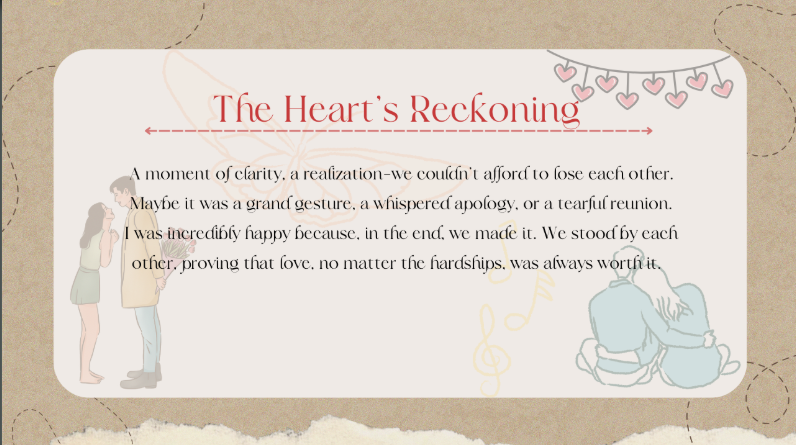 The Heart's Reckoning
A moment of clarity, a realization-we couldn't afford to lose each other.
Maybe it was a grand gesture, a whispered apology, or a tearful reunion.
I was incredibly happy because, in the end, we made it. We stood by each
other, proving that love, no matter the hardships, was always worth it.